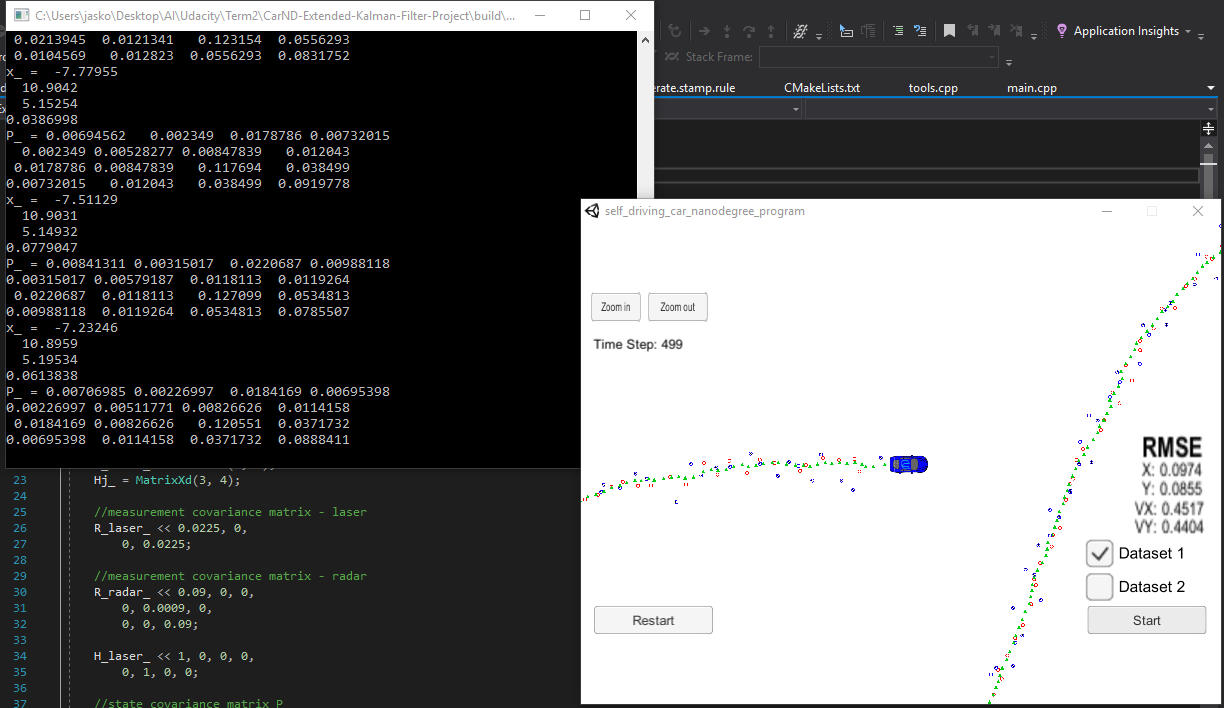 C:\Users\jasko\Desktop\AI\Udacity\Term2\CarND-Extended-Kalman-Filter-Project\build\...
0.0213945 0.0121341 0.123154 0.0556293
0.0104569 0.012823 0.0556293 0.0831752
x_ = -7.77955
10.9042
5.15254
0.0386998
P_ = 0.00694562 0.002349 0.0178786 0.00732015
0.002349 0.00528277 0.00847839 0.012043
0.0178786 0.00847839 0.117694 0.038499
0.00732015 0.012043 0.038499 0.0919778
x_ = -7.51129
10.9031
5.14932
0.0779047
P_ = 0.00841311 0.00315017 0.0220687 0.00988118
0.00315017 0.00579187 0.0118113 0.0119264
0.0220687 0.0118113 0.127099 0.0534813
0.00988118 0.0119264 0.0534813 0.0785507
x_ = -7.23246
10.8959
5.19534
0.0613838
P_ = 0.00706985 0.00226997 0.0184169 0.00695398
0.00226997 0.00511771 0.00826626 0.0114158
0.0184169 0.00826626 0.120551 0.0371732
0.00695398 0.0114158 0.0371732 0.0888411
Application Insights
Stack Frame:
erate.stamp.rule CMakeLists.txt tools.cpp main.cpp
self_driving_car_nanodegree_program
Zoom in Zoom out
Time Step: 499
RMSE
X: 0.0974
Y: 0.0855
VX: 0.4517
VY: 0.4404
Dataset 1
Dataset 2
Restart
Start
23 Hj_ = MatrixXd(3, 4);
24
25 //measurement covariance matrix - laser
26 R_laser_ << 0.0225, 0,
27 0, 0.0225;
28
29 //measurement covariance matrix - radar
30 R_radar_ << 0.09, 0, 0,
31 0, 0.0009, 0,
32 0, 0, 0.09;
33
34 H_laser_ << 1, 0, 0, 0,
35 0, 1, 0, 0;
36
37 //state covariance matrix P